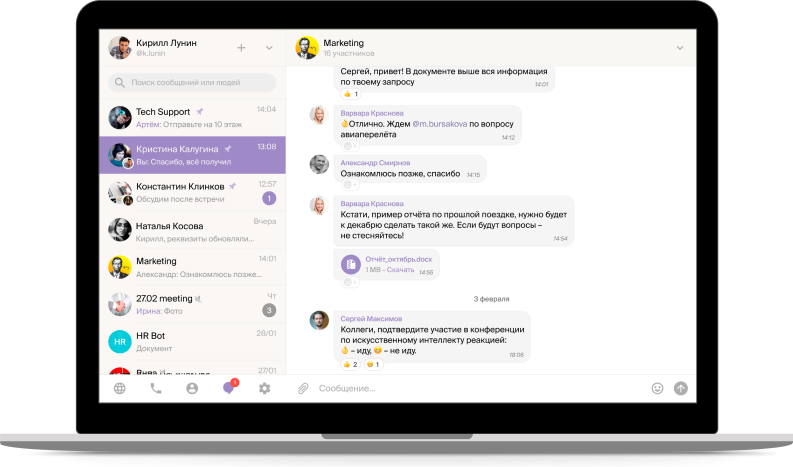 Кирилл Лунин
@k.lunin
Поиск сообщений или людей
Tech Support
14:04
Артём: Отправьте на 10 этаж
Кристина Калугина
13:08
Вы: Спасибо, всё получил
Константин Клинков
12:57
Обсудим после встречи
1
Наталья Косова
Вчера
Кирилл, реквизиты обновляли...
Marketing
14:01
Александр: Ознакомлюсь позже...
27.02 meeting
Чт
Ирина: Фото
3
HR
HR Bot
28/01
Документ
27/01
1
Marketing
16 участников
Сергей, привет! В документе выше вся информация
по твоему запросу
14:01
1
Варвара Краснова
Отлично. Ждем @m.bursakova по вопросу
авиаперелёта
14:12
Александр Смирнов
Ознакомлюсь позже, спасибо
14:15
Варвара Краснова
Кстати, пример отчёта по прошлой поездке, нужно будет
к декабрю сделать такой же. Если будут вопросы –
не стесняйтесь!
14:54
Отчёт_октябрь.docx
1 MB – Скачать
14:55
3 февраля
Сергей Максимов
Коллеги, подтвердите участие в конференции
по искусственному интеллекту реакцией:
👌 – иду, 😔 – не иду.
18:06
2
1
Сообщение...